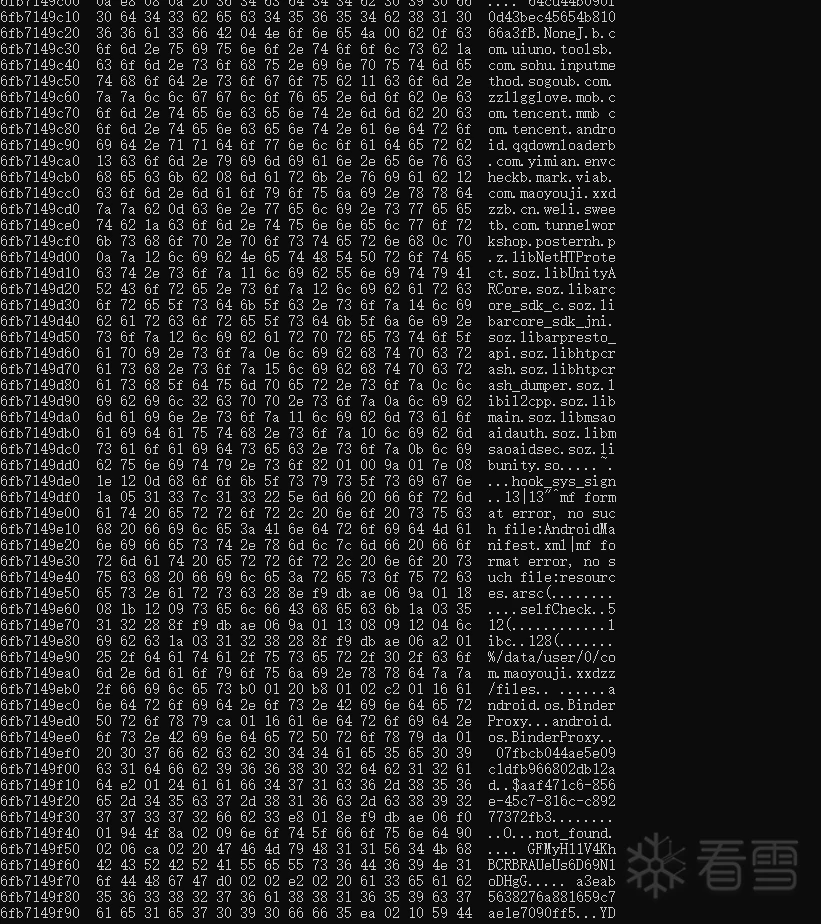 6fb7149c10  30 64 34 33 62 65 63 34 35 36 35 34 62 38 31 30  0d43bec45654b810
6fb7149c20  36 36 61 33 66 42 04 4e 6f 6e 65 4a 00 62 0f 63  66a3fB.NoneJ.b.c
6fb7149c30  6f 6d 2e 75 69 75 6e 6f 2e 74 6f 6f 6c 73 62 1a  om.uiuno.toolsb.
6fb7149c40  63 6f 6d 2e 73 6f 68 75 2e 69 6e 70 75 74 6d 65  com.sohu.inputme
6fb7149c50  74 68 6f 64 2e 73 6f 67 6f 75 62 11 63 6f 6d 2e  thod.sogoub.com.
6fb7149c60  7a 7a 6c 6c 67 67 6c 6f 76 65 2e 6d 6f 62 0e 63  zzllgglove.mob.c
6fb7149c70  6f 6d 2e 74 65 6e 63 65 6e 74 2e 6d 6d 62 20 63  om.tencent.mmb c
6fb7149c80  6f 6d 2e 74 65 6e 63 65 6e 74 2e 61 6e 64 72 6f  om.tencent.andro
6fb7149c90  69 64 2e 71 71 64 6f 77 6e 6c 6f 61 64 65 72 62  id.qqdownloaderb
6fb7149ca0  13 63 6f 6d 2e 79 69 6d 69 61 6e 2e 65 6e 76 63  .com.yimian.envc
6fb7149cb0  68 65 63 6b 62 08 6d 61 72 6b 2e 76 69 61 62 12  heckb.mark.viab.
6fb7149cc0  63 6f 6d 2e 6d 61 6f 79 6f 75 6a 69 2e 78 78 64  com.maoyouji.xxd
6fb7149cd0  7a 7a 62 0d 63 6e 2e 77 65 6c 69 2e 73 77 65 65  zzb.cn.weli.swee
6fb7149ce0  74 62 1a 63 6f 6d 2e 74 75 6e 6e 65 6c 77 6f 72  tb.com.tunnelwor
6fb7149cf0  6b 73 68 6f 70 2e 70 6f 73 74 65 72 6e 68 0c 70  kshop.posternh.p
6fb7149d00  0a 7a 12 6c 69 62 4e 65 74 48 54 50 72 6f 74 65  .z.libNetHTProte
6fb7149d10  63 74 2e 73 6f 7a 11 6c 69 62 55 6e 69 74 79 41  ct.soz.libUnityA
6fb7149d20  52 43 6f 72 65 2e 73 6f 7a 12 6c 69 62 61 72 63  RCore.soz.libarc
6fb7149d30  6f 72 65 5f 73 64 6b 5f 63 2e 73 6f 7a 14 6c 69  ore_sdk_c.soz.li
6fb7149d40  62 61 72 63 6f 72 65 5f 73 64 6b 5f 6a 6e 69 2e  barcore_sdk_jni.
6fb7149d50  73 6f 7a 12 6c 69 62 61 72 70 72 65 73 74 6f 5f  soz.libarpresto_
6fb7149d60  61 70 69 2e 73 6f 7a 0e 6c 69 62 68 74 70 63 72  api.soz.libhtpcr
6fb7149d70  61 73 68 2e 73 6f 7a 15 6c 69 62 68 74 70 63 72  ash.soz.libhtpcr
6fb7149d80  61 73 68 5f 64 75 6d 70 65 72 2e 73 6f 7a 0c 6c  ash_dumper.soz.l
6fb7149d90  69 62 69 6c 32 63 70 70 2e 73 6f 7a 0a 6c 69 62  ibil2cpp.soz.lib
6fb7149da0  6d 61 69 6e 2e 73 6f 7a 11 6c 69 62 6d 73 61 6f  main.soz.libmsao
6fb7149db0  61 69 64 61 75 74 68 2e 73 6f 7a 10 6c 69 62 6d  aidauth.soz.libm
6fb7149dc0  73 61 6f 61 69 64 73 65 63 2e 73 6f 7a 0b 6c 69  saoaidsec.soz.li
6fb7149dd0  62 75 6e 69 74 79 2e 73 6f 82 01 00 9a 01 7e 08  bunity.so.....~.
6fb7149de0  1e 12 0d 68 6f 6f 6b 5f 73 79 73 5f 73 69 67 6e  ...hook_sys_sign
6fb7149df0  1a 05 31 33 7c 31 33 22 5e 6d 66 20 66 6f 72 6d  ..13|13"^mf form
6fb7149e00  61 74 20 65 72 72 6f 72 2c 20 6e 6f 20 73 75 63  at error, no suc
6fb7149e10  68 20 66 69 6c 65 3a 41 6e 64 72 6f 69 64 4d 61  h file:AndroidMa
6fb7149e20  6e 69 66 65 73 74 2e 78 6d 6c 7c 6d 66 20 66 6f  nifest.xml|mf fo
6fb7149e30  72 6d 61 74 20 65 72 72 6f 72 2c 20 6e 6f 20 73  rmat error, no s
6fb7149e40  75 63 68 20 66 69 6c 65 3a 72 65 73 6f 75 72 63  uch file:resourc
6fb7149e50  65 73 2e 61 72 73 63 28 8e f9 db ae 06 9a 01 18  es.arsc(........
6fb7149e60  08 1b 12 09 73 65 6c 66 43 68 65 63 6b 1a 03 35  ....selfCheck..5
6fb7149e70  31 32 28 8f f9 db ae 06 9a 01 13 08 09 12 04 6c  12(............l
6fb7149e80  69 62 63 1a 03 31 32 38 28 8f f9 db ae 06 a2 01  ibc..128(.......
6fb7149e90  25 2f 64 61 74 61 2f 75 73 65 72 2f 30 2f 63 6f  %/data/user/0/co
6fb7149ea0  6d 2e 6d 61 6f 79 6f 75 6a 69 2e 78 78 64 7a 7a  m.maoyouji.xxdzz
6fb7149eb0  2f 66 69 6c 65 73 b0 01 20 b8 01 02 c2 01 16 61  /files.. ......a
6fb7149ec0  6e 64 72 6f 69 64 2e 6f 73 2e 42 69 6e 64 65 72  ndroid.os.Binder
6fb7149ed0  50 72 6f 78 79 ca 01 16 61 6e 64 72 6f 69 64 2e  Proxy...android.
6fb7149ee0  6f 73 2e 42 69 6e 64 65 72 50 72 6f 78 79 da 01  os.BinderProxy..
6fb7149ef0  20 30 37 66 62 63 62 30 34 34 61 65 35 65 30 39   07fbcb044ae5e09
6fb7149f00  63 31 64 66 62 39 36 36 38 30 32 64 62 31 32 61  c1dfb966802db12a
6fb7149f10  64 e2 01 24 61 61 66 34 37 31 63 36 2d 38 35 36  d..$aaf471c6-856
6fb7149f20  65 2d 34 35 63 37 2d 38 31 36 63 2d 63 38 39 32  e-45c7-816c-c892
6fb7149f30  37 37 33 37 32 66 62 33 e8 01 8e f9 db ae 06 f0  77372fb3........
6fb7149f40  01 94 4f 8a 02 09 6e 6f 74 5f 66 6f 75 6e 64 90  ..O...not_found.
6fb7149f50  02 06 ca 02 20 47 46 4d 79 48 31 31 56 34 4b 68  .... GFMyH11V4Kh
6fb7149f60  42 43 52 42 52 41 55 65 55 73 36 44 36 39 4e 31  BCRBRAUeUs6D69N1
6fb7149f70  6f 44 48 67 47 d0 02 02 e2 02 20 61 33 65 61 62  oDHgG..... a3eab
6fb7149f80  35 36 33 38 32 37 36 61 38 38 31 36 35 39 63 37  5638276a881659c7
6fb7149f90  61 65 31 65 37 30 39 30 66 66 35 ea 02 10 59 44  ae1e7090ff5...YD
看雪